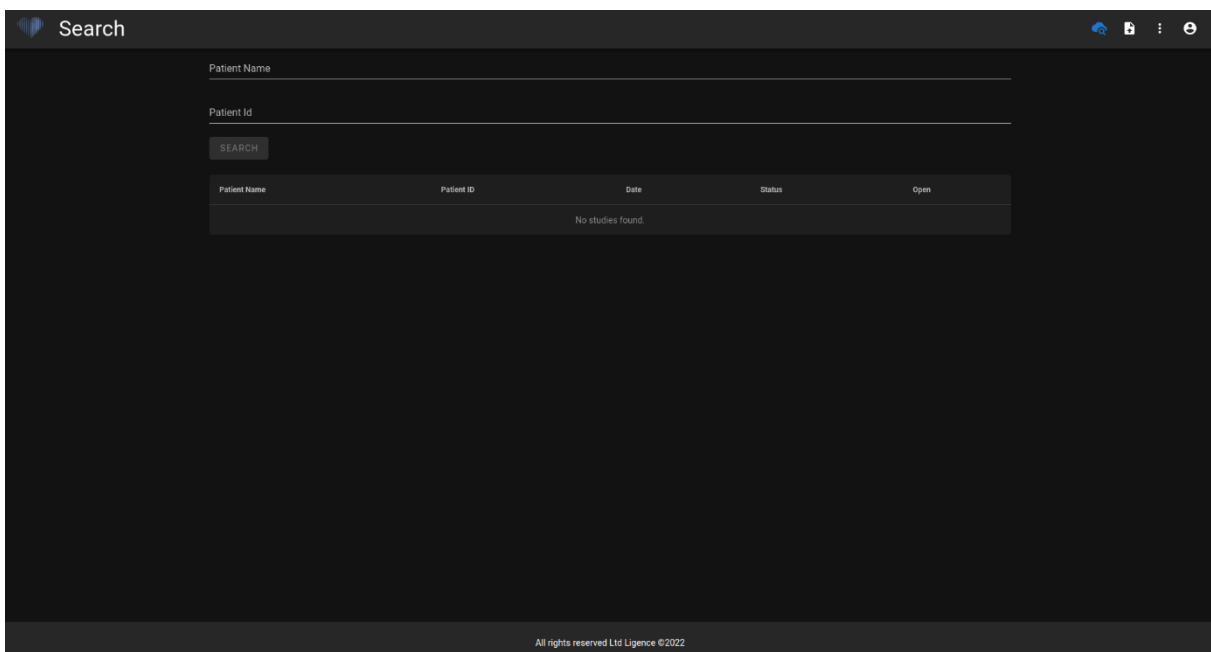 Search
Patient Name
Patient Id
SEARCH
Patient Name Patient ID Date Status Open
No studies found.
All rights reserved Ltd Ligence ©2022